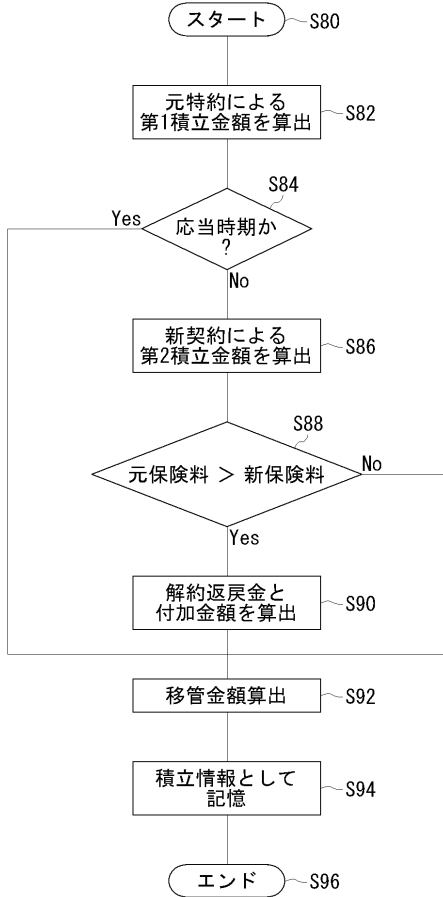 スタート
S80
元特約による
第1積立金額を算出
S82
S84
Yes
応当時期か
?
No
新契約による
第2積立金額を算出
S86
S88
元保険料 > 新保険料
No
Yes
解約返戻金と
付加金額を算出
S90
移管金額算出
S92
積立情報として
記憶
S94
エンド
S96